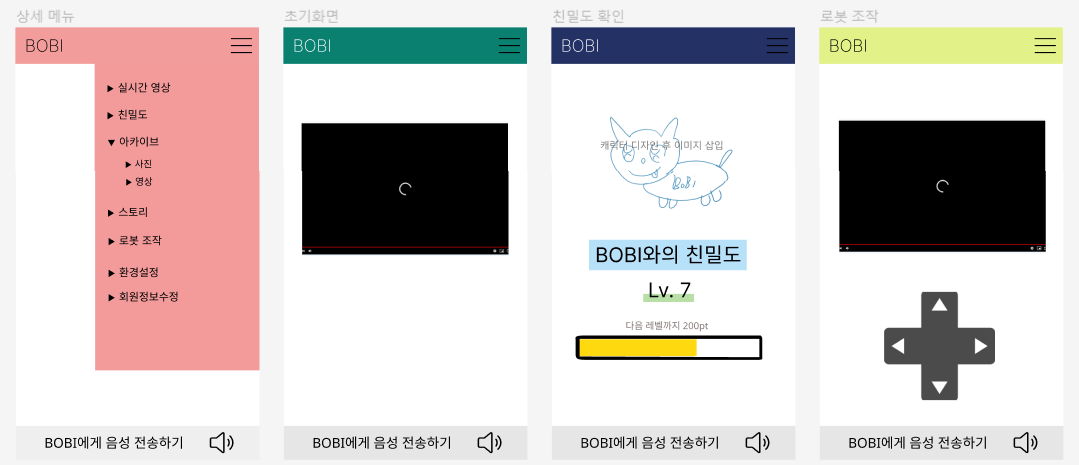 상세 메뉴
BOBI
▶ 실시간 영상
▶ 친밀도
▼ 아카이브
▶ 사진
▶ 영상
▶ 스토리
▶ 로봇 조작
▶ 환경설정
▶ 회원정보수정
BOBI에게 음성 전송하기
초기화면
BOBI
BOBI에게 음성 전송하기
친밀도 확인
BOBI
캐릭터 디자인 후 이미지 삽입
BoBi
BOBI와의 친밀도
Lv. 7
다음 레벨까지 200pt
BOBI에게 음성 전송하기
로봇 조작
BOBI
BOBI에게 음성 전송하기